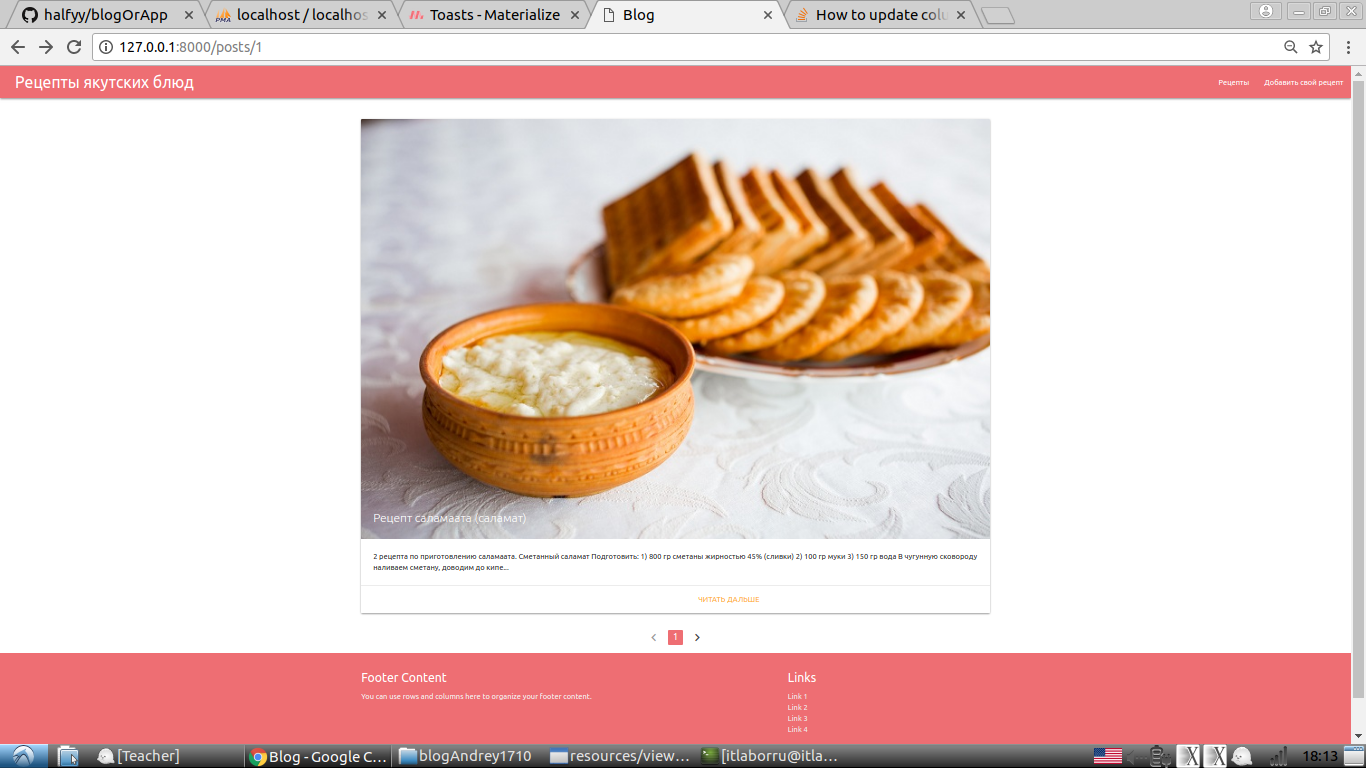 halfyy/blogOrApp
localhost / localhos
Toasts - Materialize
Blog
How to update colu
127.0.0.1:8000/posts/1
Рецепты якутских блюд
Рецепты
Добавить свой рецепт
Рецепт саламаата (саламат)
2 рецепта по приготовлению саламаата. Сметанный саламат Подготовить: 1) 800 гр сметаны жирностью 45% (сливки) 2) 100 гр муки 3) 150 гр вода В чугунную сковороду
наливаем сметану, доводим до кипе...
ЧИТАТЬ ДАЛЬШЕ
1
Footer Content
Links
You can use rows and columns here to organize your footer content.
Link 1
Link 2
Link 3
Link 4
[Teacher]
Blog - Google C...
blogAndrey1710
resources/view...
[itlaborru@itla...
18:13